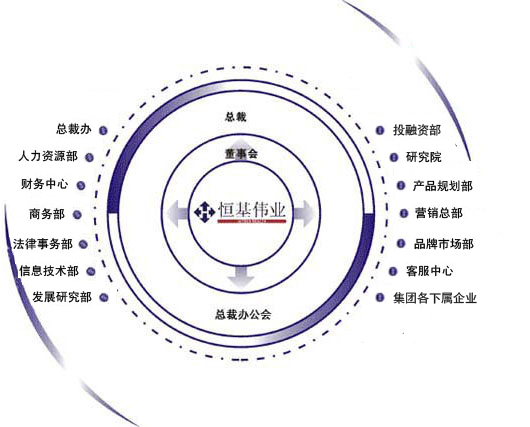 总裁
董事会
恒基伟业
总裁办公会
总裁办
人力资源部
财务中心
商务部
法律事务部
信息技术部
发展研究部
投融资部
研究院
产品规划部
营销总部
品牌市场部
客服中心
集团各下属企业